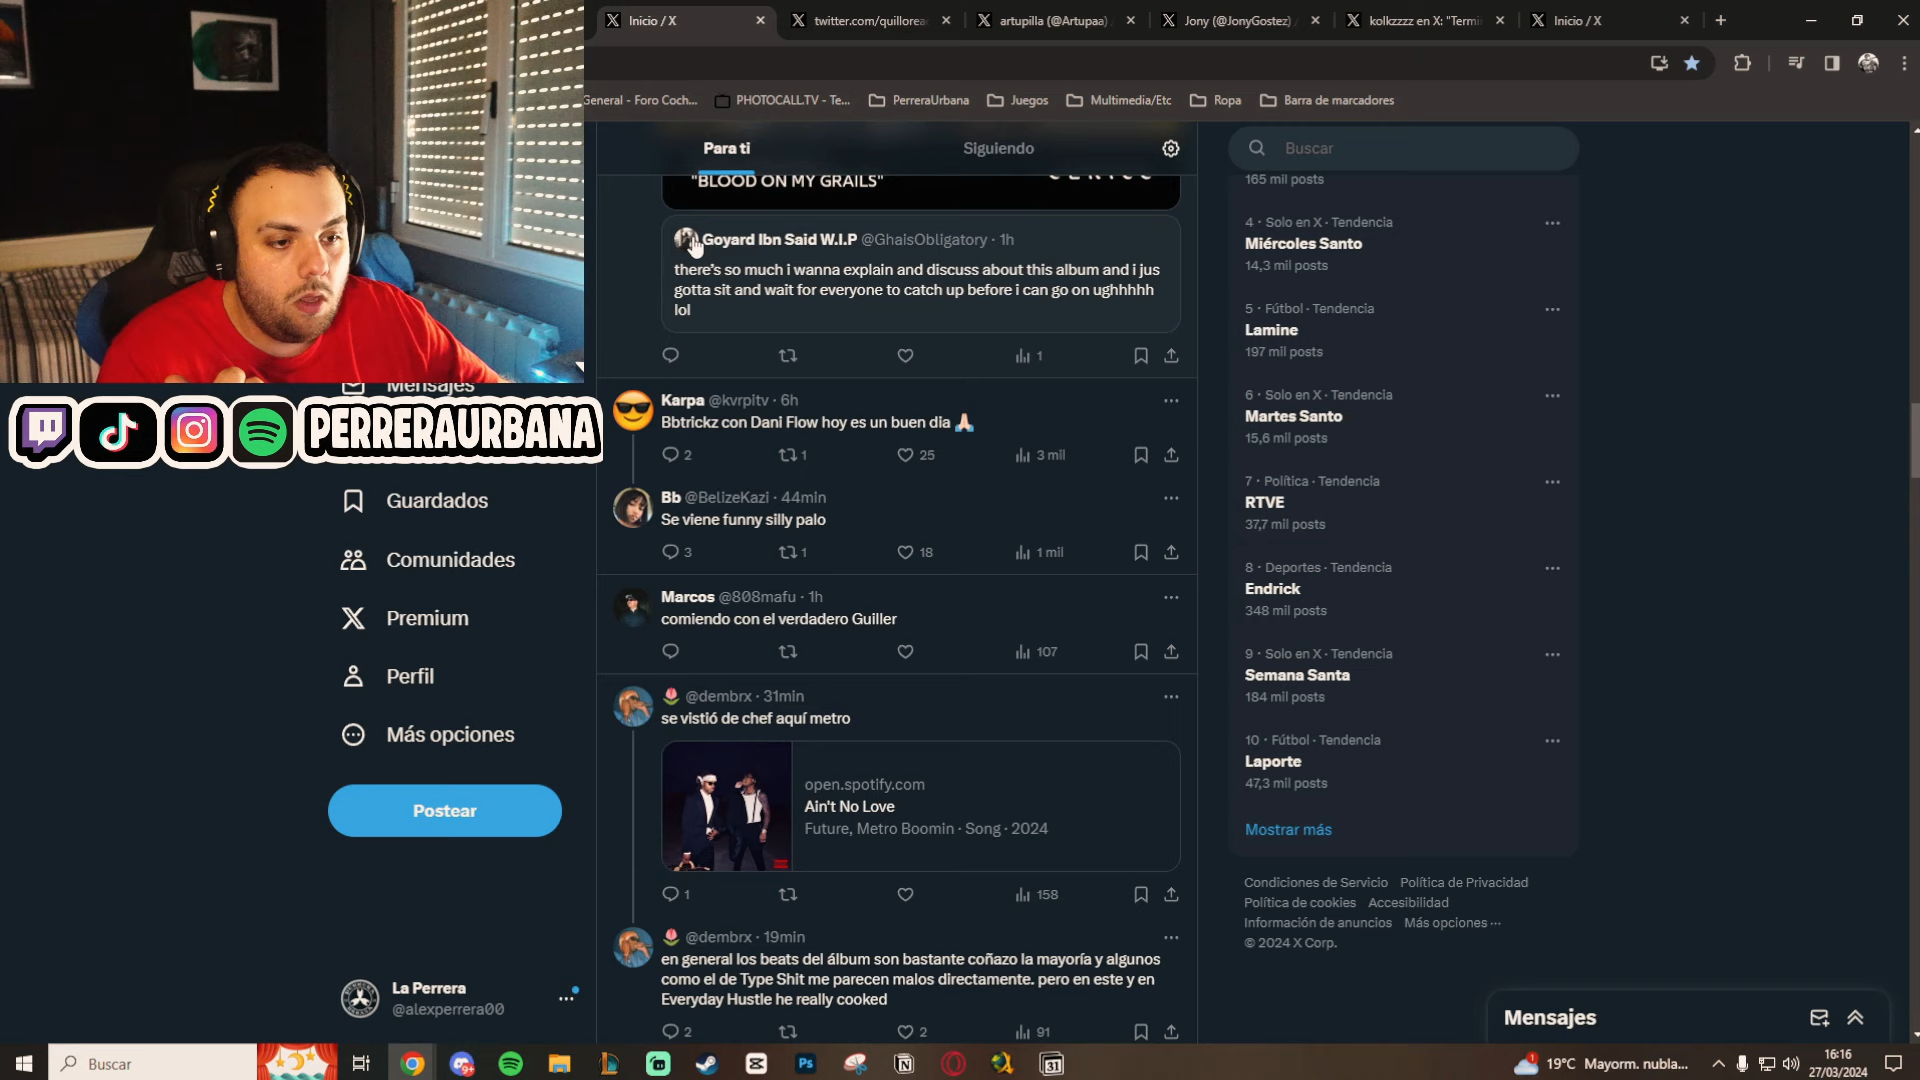 Inicio / X
twitter.com/quillorea
artupilla (@Artupaa)
Jony (@JonyGostez)
kolkzzzz en X: "Termi
Inicio / X
General - Foro Coch...
PHOTOCALL.TV - Te...
PerreraUrbana
Juegos
Multimedia/Etc
Ropa
Barra de marcadores
Para ti
Siguiendo
Buscar
"BLOOD ON MY GRAILS"
Goyard Ibn Said W.I.P @GhaisObligatory · 1h
there's so much i wanna explain and discuss about this album and i jus
gotta sit and wait for everyone to catch up before i can go on ughhhhh
lol
1
Karpa @kvrpitv · 6h
Bbtrickz con Dani Flow hoy es un buen dia 🙏🏻
2 1 25 3 mil
Bb @BelizeKazi · 44min
Se viene funny silly palo
3 1 18 1 mil
Marcos @808mafu · 1h
comiendo con el verdadero Guiller
107
🌷 @dembrx · 31min
se vistió de chef aquí metro
open.spotify.com
Ain't No Love
Future, Metro Boomin · Song · 2024
1 158
🌷 @dembrx · 19min
en general los beats del álbum son bastante coñazo la mayoría y algunos
como el de Type Shit me parecen malos directamente. pero en este y en
Everyday Hustle he really cooked
2 2 91
165 mil posts
4 · Solo en X · Tendencia
Miércoles Santo
14,3 mil posts
5 · Fútbol · Tendencia
Lamine
197 mil posts
6 · Solo en X · Tendencia
Martes Santo
15,6 mil posts
7 · Política · Tendencia
RTVE
37,7 mil posts
8 · Deportes · Tendencia
Endrick
348 mil posts
9 · Solo en X · Tendencia
Semana Santa
184 mil posts
10 · Fútbol · Tendencia
Laporte
47,3 mil posts
Mostrar más
Condiciones de Servicio Política de Privacidad
Política de cookies Accesibilidad
Información de anuncios Más opciones ···
© 2024 X Corp.
Mensajes
PERRERAURBANA
Mensajes
Guardados
Comunidades
Premium
Perfil
Más opciones
Postear
La Perrera
@alexperrera00
Buscar
19°C Mayorm. nubla...
16:16
27/03/2024